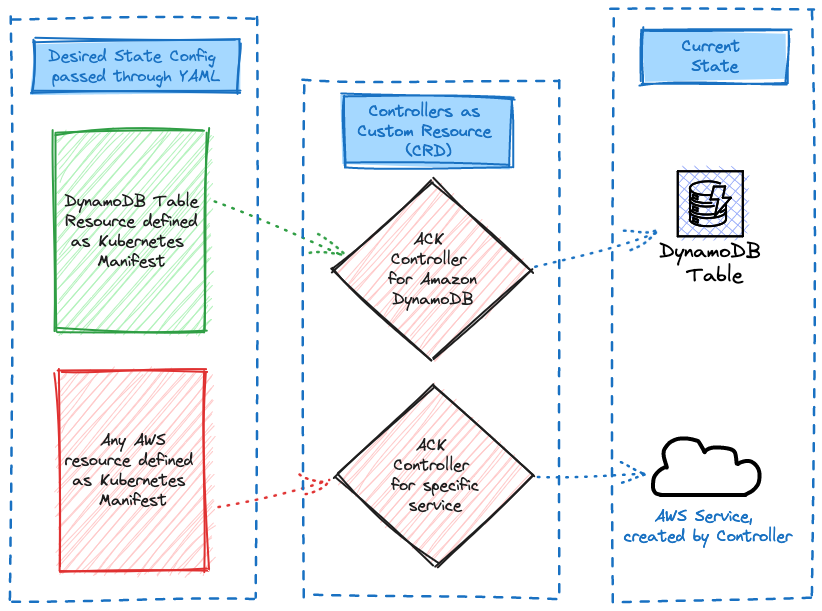 Desired State Config
passed through YAML
DynamoDB Table
Resource defined
as Kubernetes
Manifest
Any AWS
resource defined
as Kubernetes
Manifest
Controllers as
Custom Resource
(CRD)
ACK
Controller
for Amazon
DynamoDB
ACK
Controller
for specific
service
Current
State
DynamoDB
Table
AWS Service,
created by Controller